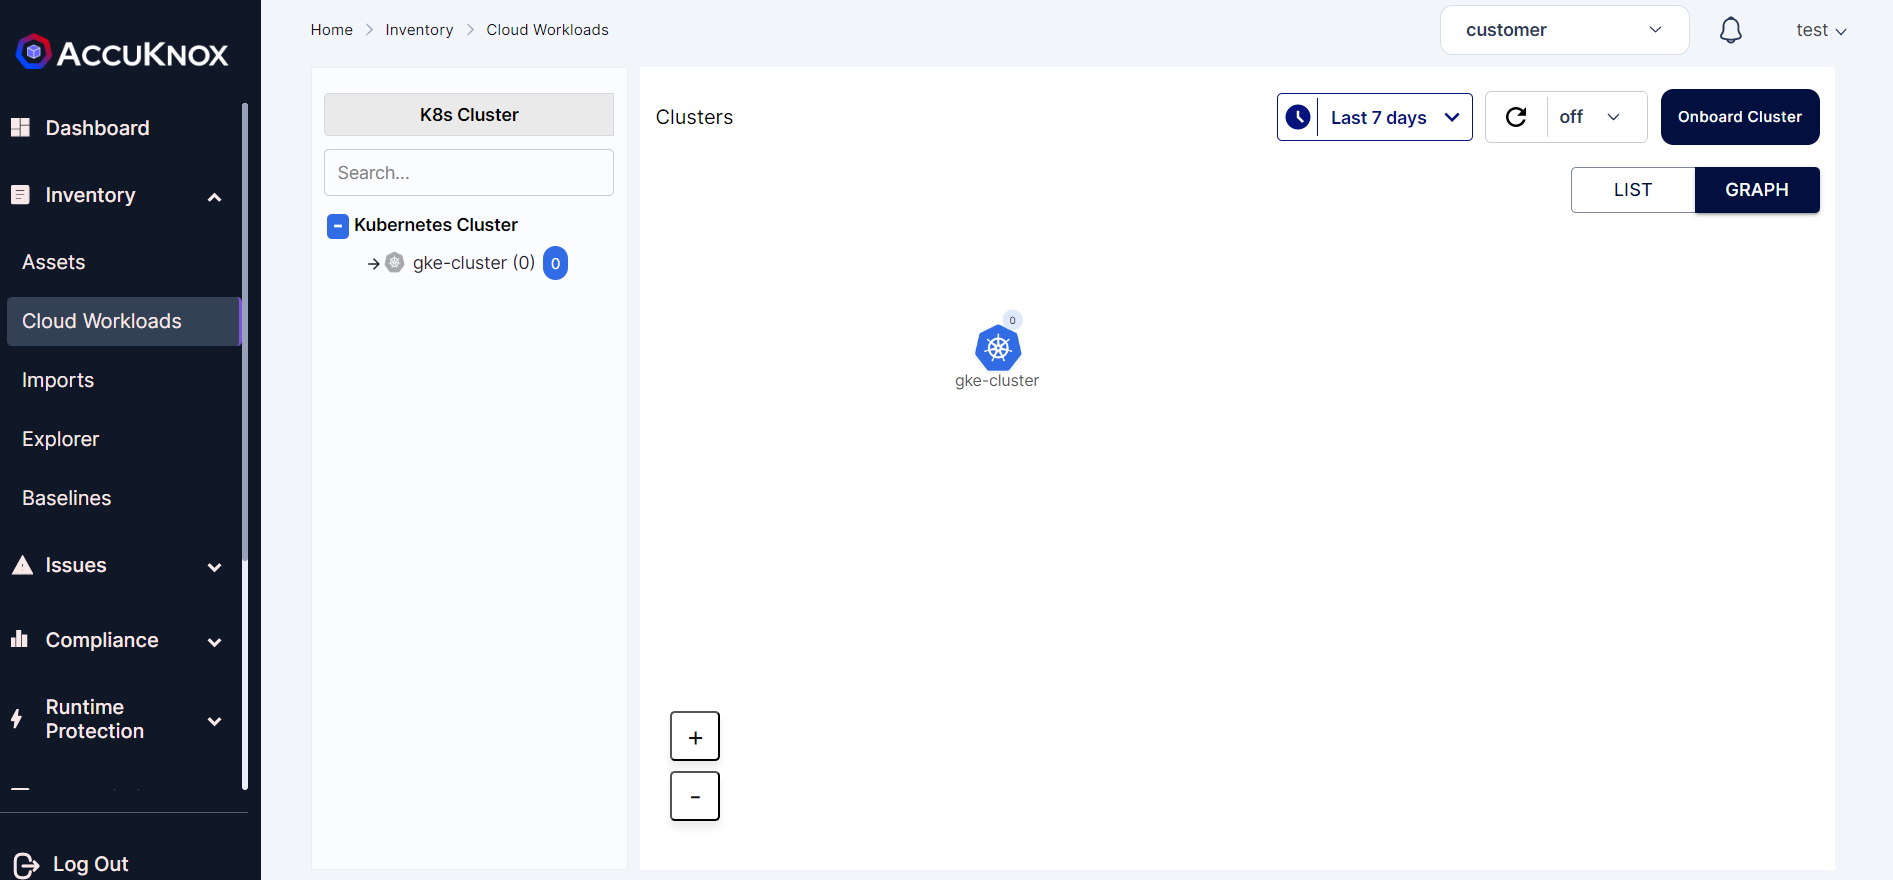 ACCUKNOX
Dashboard
Inventory
Assets
Cloud Workloads
Imports
Explorer
Baselines
Issues
Compliance
Runtime
Protection
Log Out
Home > Inventory > Cloud Workloads
customer
test
K8s Cluster
Search...
Kubernetes Cluster
gke-cluster (0) 0
Clusters
Last 7 days
off
Onboard Cluster
LIST
GRAPH
0
gke-cluster
+
-